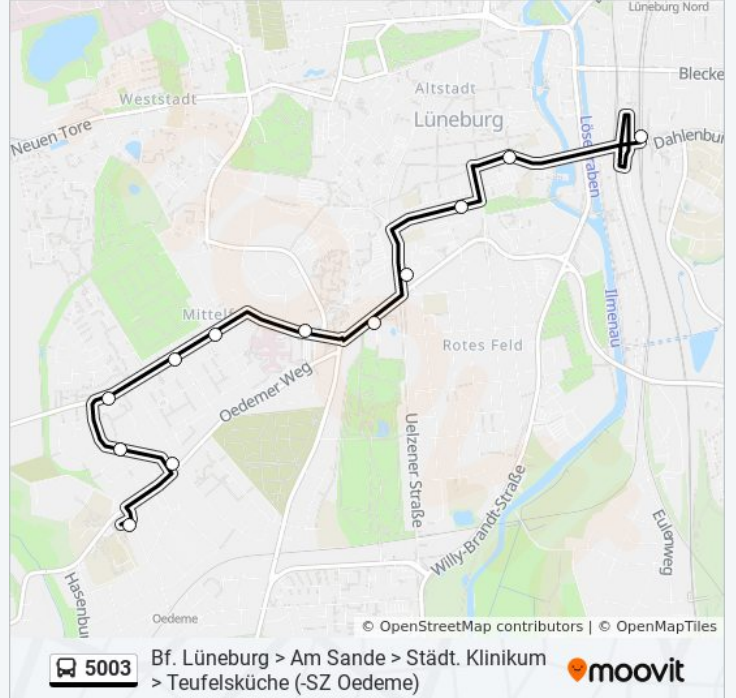 Lüneburg Nord
Blecke
Weststadt
Altstadt
Lüneburg
Neuen Tore
Dahlenbur
Lösegraben
Mittelf
Ilmenau
Rotes Feld
Oedemer Weg
Uelzener Straße
Willy-Brandt-Straße
Eulenweg
Hasenbu
Oedeme
© OpenStreetMap contributors | © OpenMapTiles
5003
Bf. Lüneburg > Am Sande > Städt. Klinikum
> Teufelsküche (-SZ Oedeme)
moovit